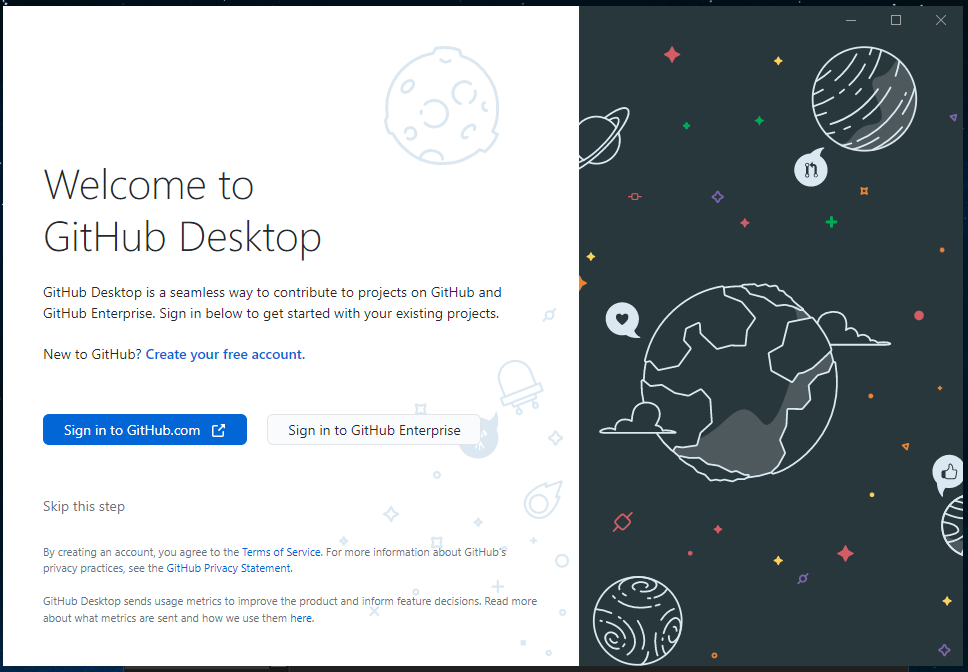 Welcome to
GitHub Desktop
GitHub Desktop is a seamless way to contribute to projects on GitHub and
GitHub Enterprise. Sign in below to get started with your existing projects.
New to GitHub? Create your free account.
Sign in to GitHub.com
Sign in to GitHub Enterprise
Skip this step
By creating an account, you agree to the Terms of Service. For more information about GitHub's
privacy practices, see the GitHub Privacy Statement.
GitHub Desktop sends usage metrics to improve the product and inform feature decisions. Read more
about what metrics are sent and how we use them here.